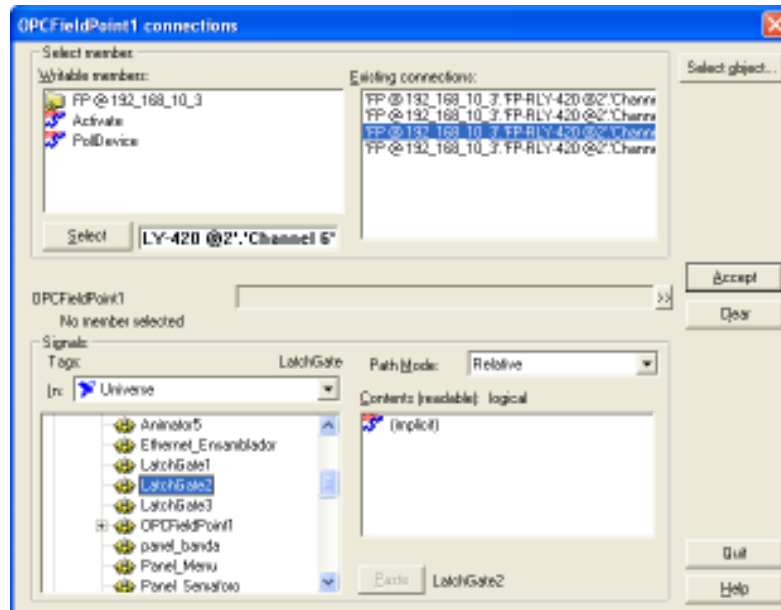 OPCFieldPoint1 connections
Select member
Writable members:
FP @ 192_168_10_3
Activate
PollDevice
Existing connections:
'FP @ 192_168_10_3'.'FP-RLY-420 @2'.'Channe
'FP @ 192_168_10_3'.'FP-RLY-420 @2'.'Channe
'FP @ 192_168_10_3'.'FP-RLY-420 @2'.'Channe
'FP @ 192_168_10_3'.'FP-RLY-420 @2'.'Channe
Select object...
Select
LY-420 @2'.'Channel 6'
Accept
OPCFieldPoint1
>>
No member selected
Clear
Signals
Tags:
LatchGate
Path Mode:
Relative
In:
Universe
Contents (readable): logical
(implicit)
Animator5
Ethernet_Ensamblador
LatchGate1
LatchGate2
LatchGate3
OPCFieldPoint1
panel_banda
Panel_Menu
Panel_Semaforo
Paste
LatchGate2
Quit
Help